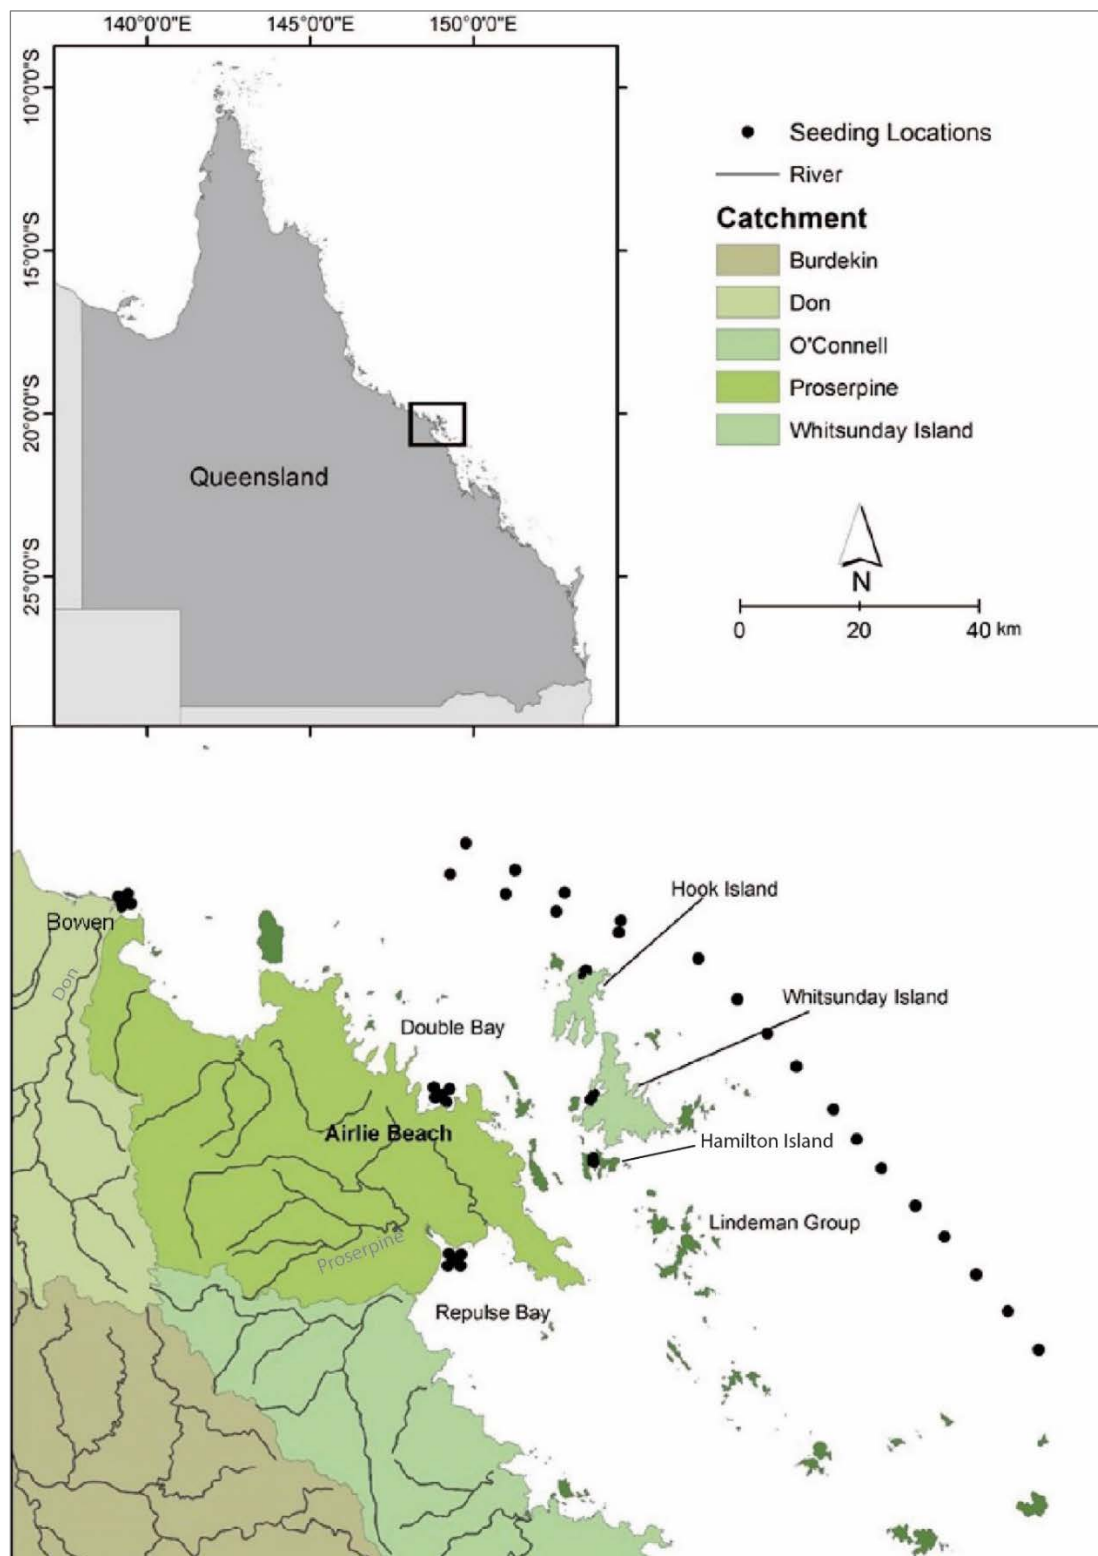 140°0'0"E 145°0'0"E 150°0'0"E
10°0'0"S
15°0'0"S
20°0'0"S
25°0'0"S
Queensland
Seeding Locations
River
Catchment
Burdekin
Don
O'Connell
Proserpine
Whitsunday Island
N
0 20 40 km
Hook Island
Bowen
Don
Whitsunday Island
Double Bay
Airlie Beach
Hamilton Island
Lindeman Group
Proserpine
Repulse Bay